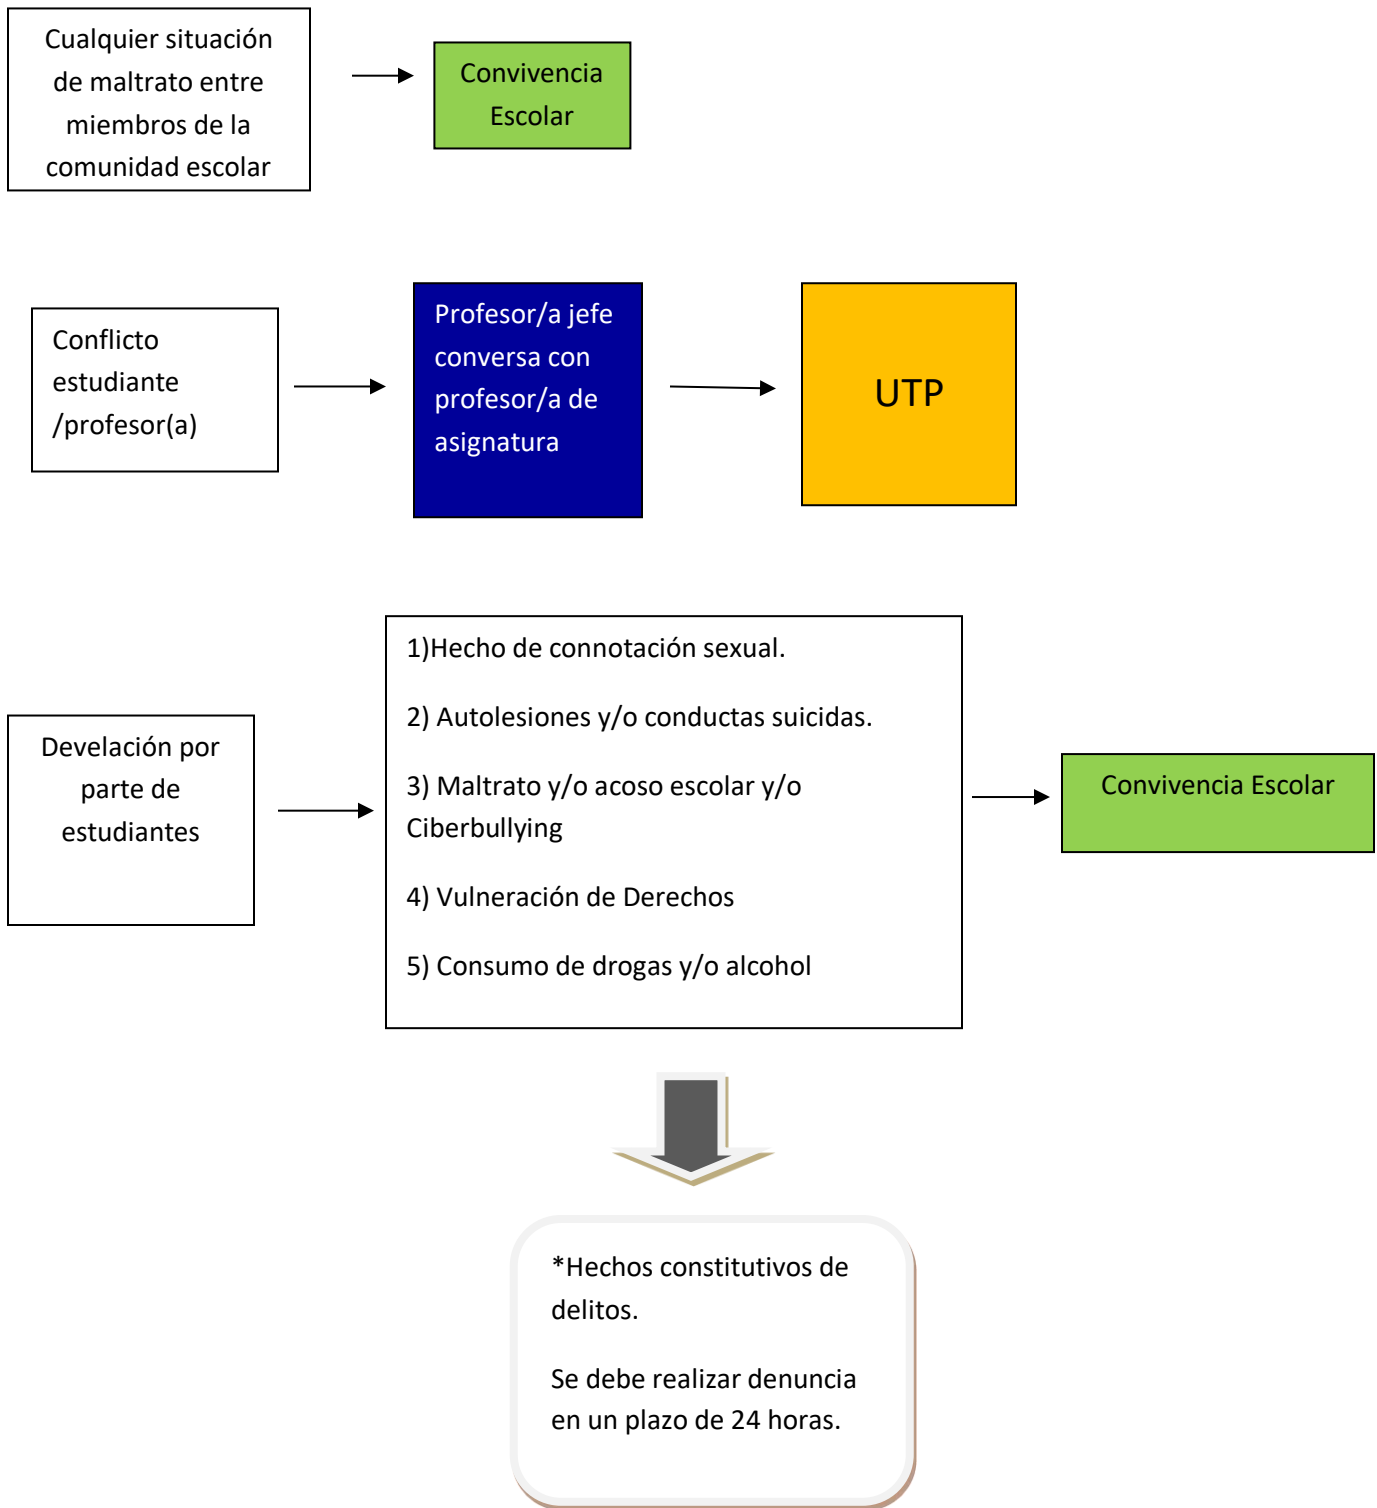 Cualquier situación
de maltrato entre
miembros de la
comunidad escolar
Convivencia
Escolar
Conflicto
estudiante
/profesor(a)
Profesor/a jefe
conversa con
profesor/a de
asignatura
UTP
Develación por
parte de
estudiantes
1)Hecho de connotación sexual.
2) Autolesiones y/o conductas suicidas.
3) Maltrato y/o acoso escolar y/o
Ciberbullying
4) Vulneración de Derechos
5) Consumo de drogas y/o alcohol
Convivencia Escolar
*Hechos constitutivos de
delitos.
Se debe realizar denuncia
en un plazo de 24 horas.